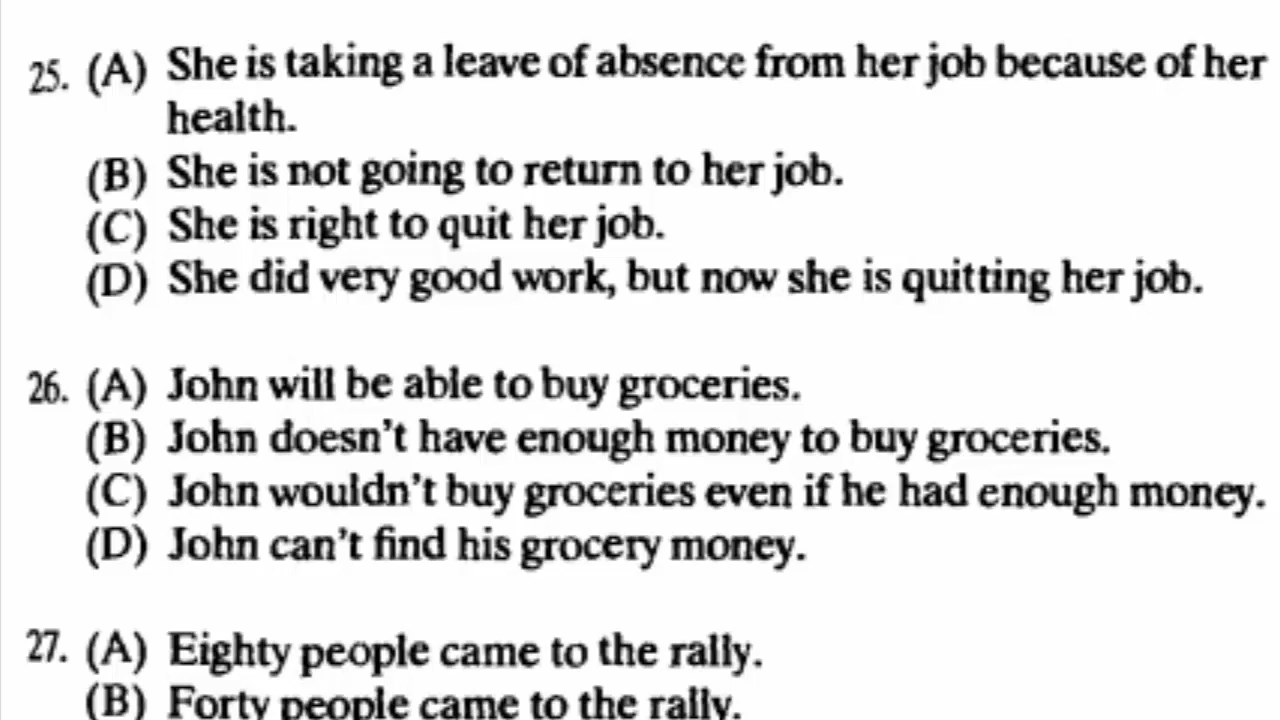 25. (A) She is taking a leave of absence from her job because of her
health.
(B) She is not going to return to her job.
(C) She is right to quit her job.
(D) She did very good work, but now she is quitting her job.
26. (A) John will be able to buy groceries.
(B) John doesn't have enough money to buy groceries.
(C) John wouldn't buy groceries even if he had enough money.
(D) John can't find his grocery money.
27. (A) Eighty people came to the rally.
(B) Forty people came to the rally.